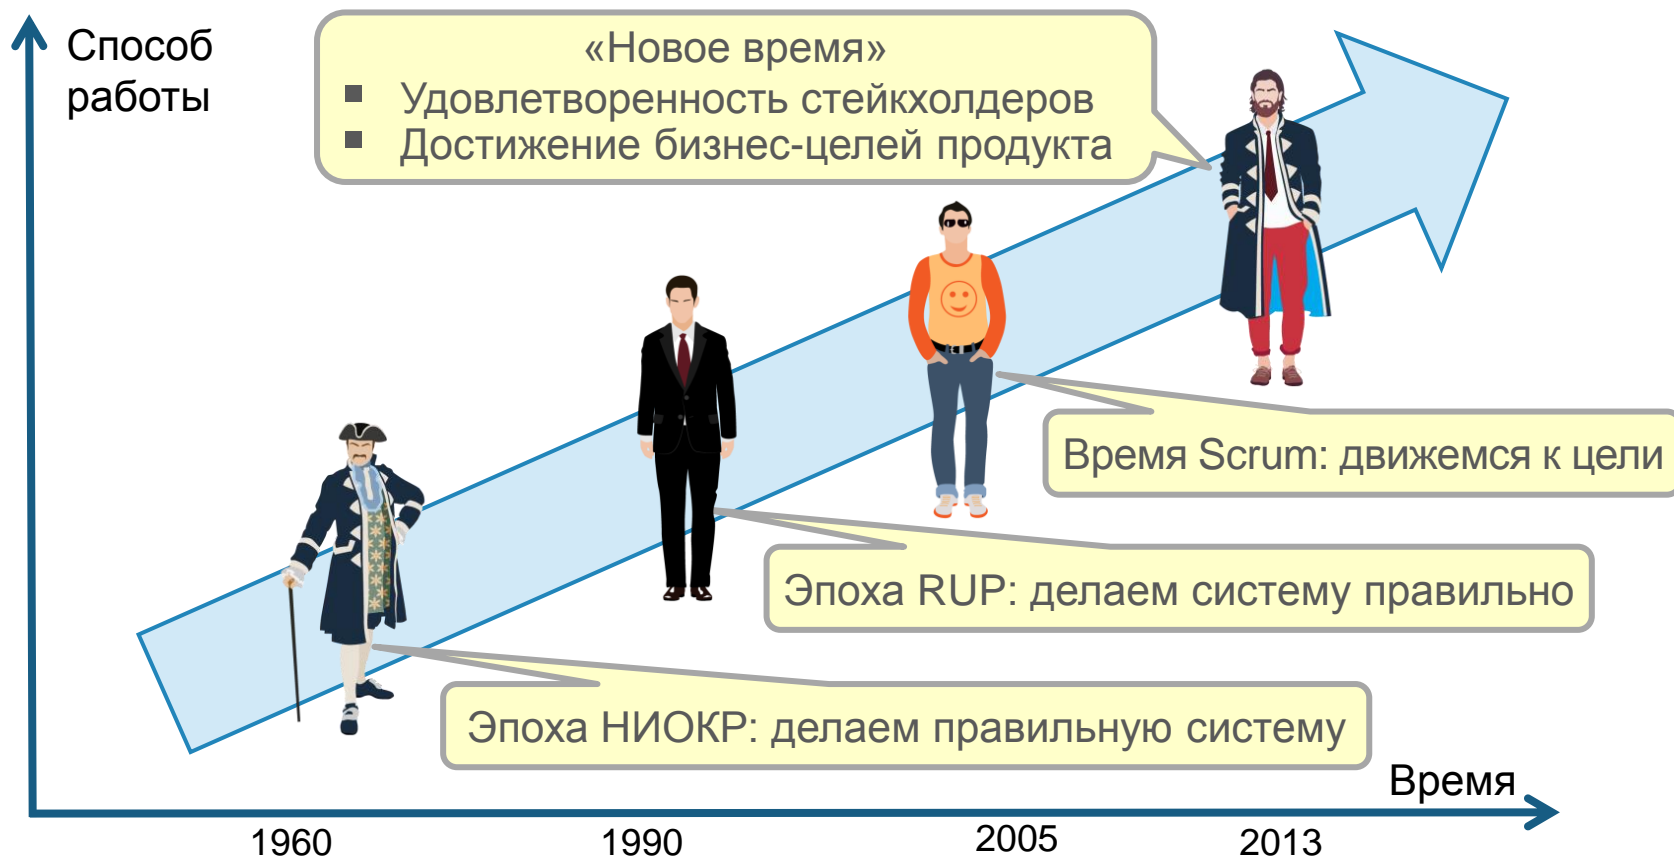 Способ
работы
«Новое время»
▪ Удовлетворенность стейкхолдеров
▪ Достижение бизнес-целей продукта
Время Scrum: движемся к цели
Эпоха RUP: делаем систему правильно
Эпоха НИОКР: делаем правильную систему
Время
1960 1990 2005 2013